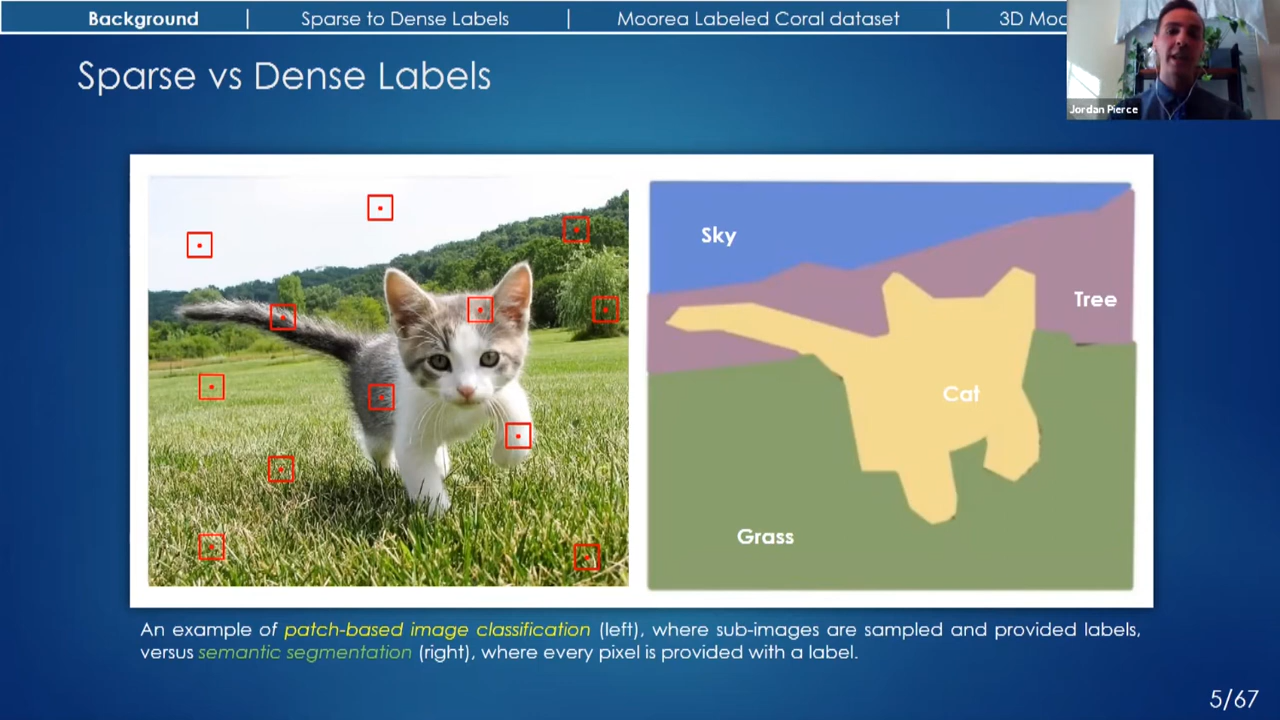 Background | Sparse to Dense Labels | Moorea Labeled Coral dataset | 3D
Jordan Pierce
Sparse vs Dense Labels
Sky
Tree
Cat
Grass
An example of patch-based image classification (left), where sub-images are sampled and provided labels,
versus semantic segmentation (right), where every pixel is provided with a label.
5/67